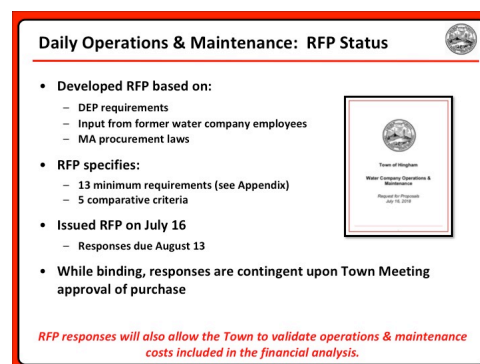 Daily Operations & Maintenance: RFP Status
• Developed RFP based on:
– DEP requirements
– Input from former water company employees
– MA procurement laws
• RFP specifies:
– 13 minimum requirements (see Appendix)
– 5 comparative criteria
• Issued RFP on July 16
– Responses due August 13
• While binding, responses are contingent upon Town Meeting
approval of purchase
Town of Hingham
Water Company Operations &
Maintenance
Request for Proposals
July 16, 2018
RFP responses will also allow the Town to validate operations & maintenance
costs included in the financial analysis.